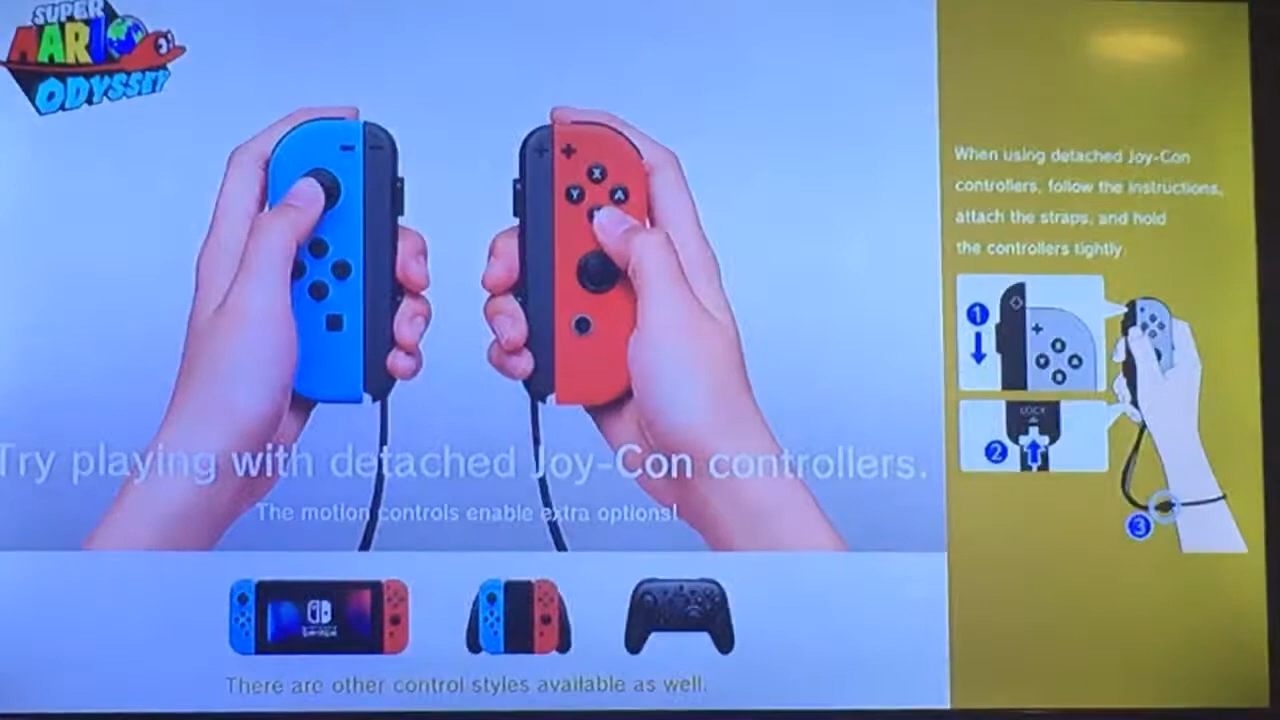 SUPER
MARIO
ODYSSEY
X
Y A
When using detached Joy-Con
controllers, follow the instructions,
attach the straps, and hold
the controllers tightly.
1
X
Y A
B
LOCK
2
3
Try playing with detached Joy-Con controllers.
The motion controls enable extra options!
There are other control styles available as well.